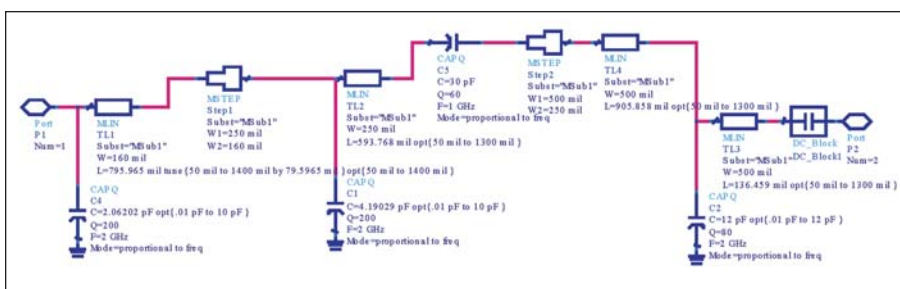 Port
P1
Num=1
MLIN
TL1
Subst="MSub1"
W=160 mil
L=795.965 mil tune{50 mil to 1400 mil by 79.5965 mil} opt{50 mil to 1400 mil}
CAPQ
C4
C=2.06202 pF opt{.01 pF to 10 pF }
Q=200
F=2 GHz
Mode=proportional to freq
MSTEP
Step1
Subst="MSub1"
W1=250 mil
W2=160 mil
MLIN
TL2
Subst="MSub1"
W=250 mil
L=593.768 mil opt{50 mil to 1300 mil }
CAPQ
C1
C=4.19029 pF opt{.01 pF to 10 pF }
Q=200
F=2 GHz
Mode=proportional to freq
CAPQ
C5
C=30 pF
Q=60
F=1 GHz
Mode=proportional to freq
MSTEP
Step2
Subst="MSub1"
W1=500 mil
W2=250 mil
MLIN
TL4
Subst="MSub1"
W=500 mil
L=905.858 mil opt{50 mil to 1300 mil }
MLIN
TL3
Subst="MSub1"
W=500 mil
L=136.459 mil opt{50 mil to 1300 mil }
CAPQ
C2
C=12 pF opt{.01 pF to 12 pF }
Q=80
F=2 GHz
Mode=proportional to freq
DC_Block
DC_Block1
Port
P2
Num=2